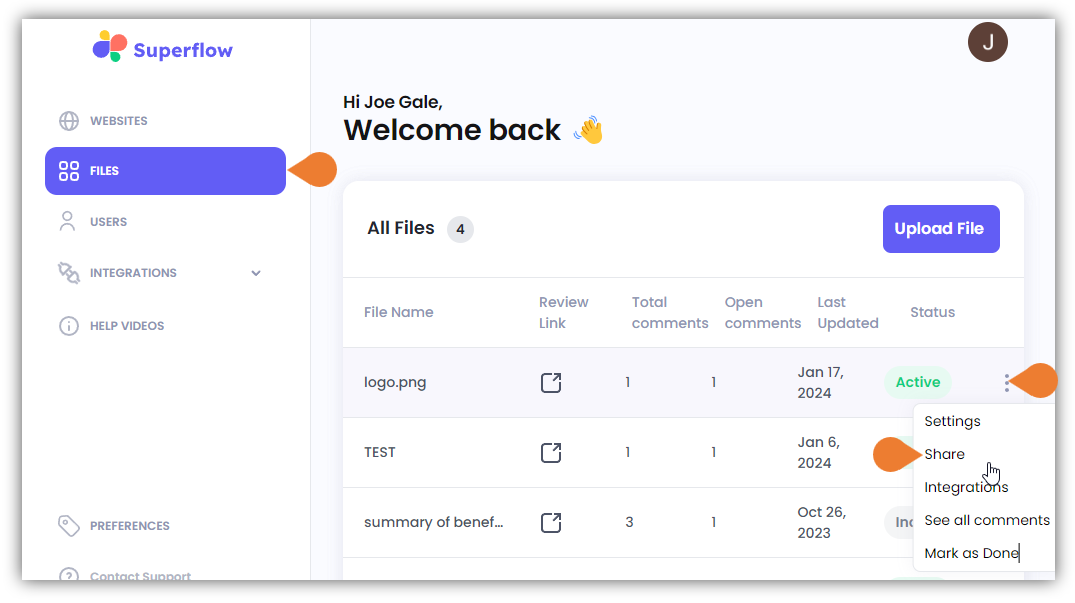 Superflow
J
WEBSITES
FILES
USERS
INTEGRATIONS
HELP VIDEOS
PREFERENCES
Contact Support
Hi Joe Gale,
Welcome back
All Files 4
Upload File
File Name
Review
Link
Total
comments
Open
comments
Last
Updated
Status
logo.png
1
1
Jan 17,
2024
Active
TEST
1
1
Jan 6,
2024
summary of benef...
3
1
Oct 26,
2023
Settings
Share
Integrations
See all comments
Mark as Done